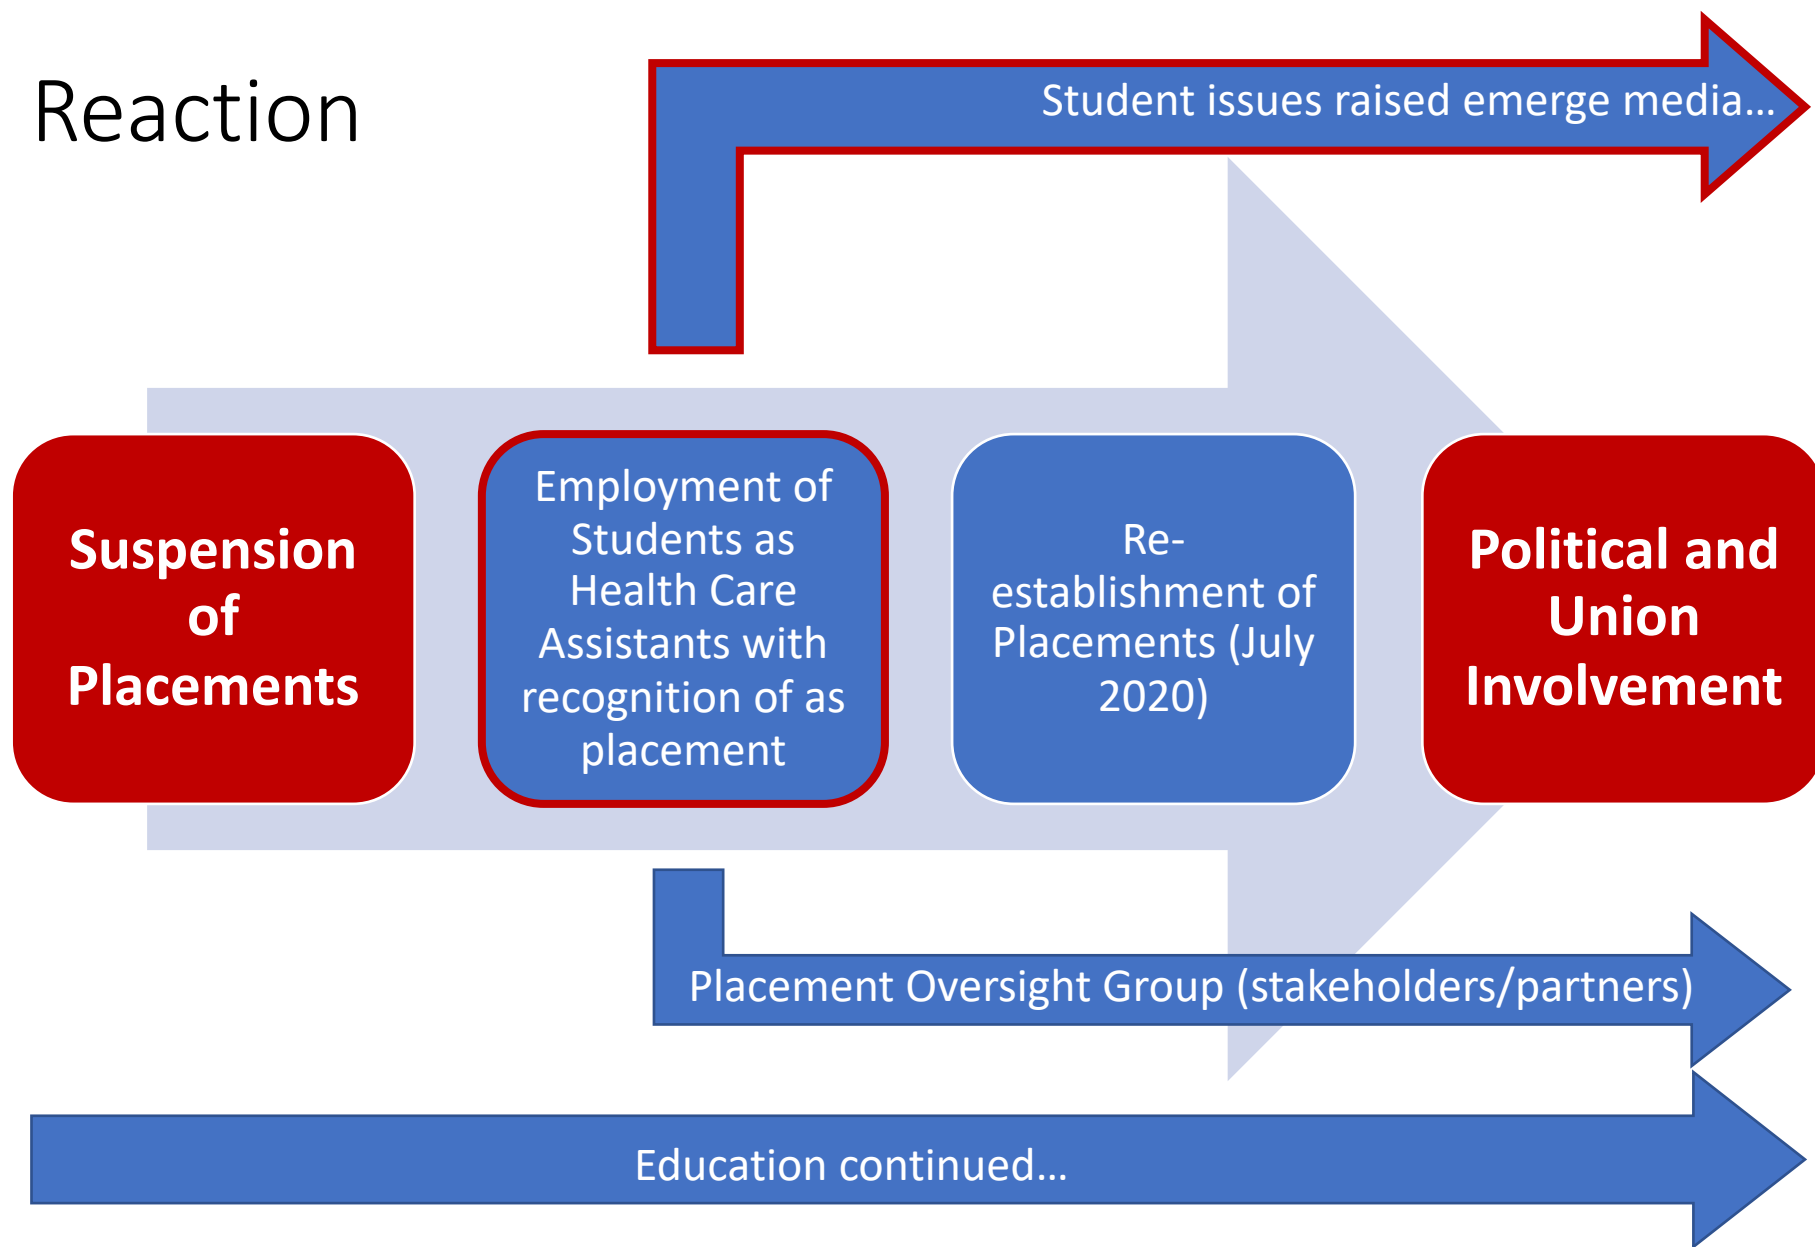 Reaction
Student issues raised emerge media…
Suspension
of
Placements
Employment of
Students as
Health Care
Assistants with
recognition of as
placement
Re-
establishment of
Placements (July
2020)
Political and
Union
Involvement
Placement Oversight Group (stakeholders/partners)
Education continued…